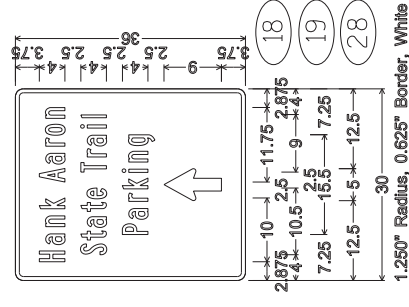 36
3.75 4 2.5 4 2.5 4 2.5 9 3.75
18
19
28
Hank Aaron
State Trail
Parking
2.875 10 2.5 11.75 2.875
4 10.5 2.5 9 4
7.25 15.5 7.25
12.5 5 12.5
30
1.250" Radius, 0.625" Border, White